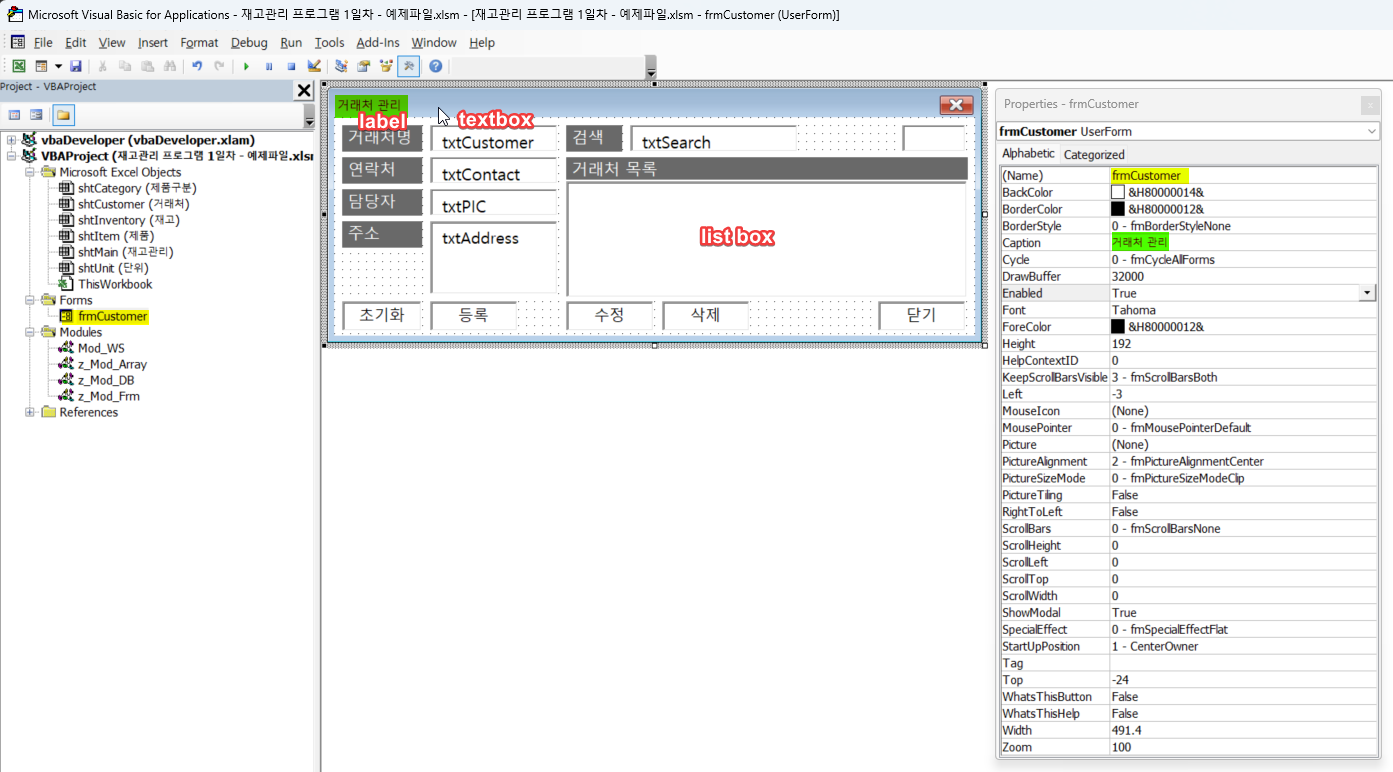 Microsoft Visual Basic for Applications - 재고관리 프로그램 1일차 - 예제파일.xlsm - [재고관리 프로그램 1일차 - 예제파일.xlsm - frmCustomer (UserForm)]
File Edit View Insert Format Debug Run Tools Add-Ins Window Help
Project - VBAProject
vbaDeveloper (vbaDeveloper.xlam)
VBAProject (재고관리 프로그램 1일차 - 예제파일.xlsm
Microsoft Excel Objects
shtCategory (제품구분)
shtCustomer (거래처)
shtInventory (재고)
shtItem (제품)
shtMain (재고관리)
shtUnit (단위)
ThisWorkbook
Forms
frmCustomer
Modules
Mod_WS
z_Mod_Array
z_Mod_DB
z_Mod_Frm
References
거래처 관리
label textbox
거래처명 txtCustomer 검색 txtSearch
연락처 txtContact 거래처 목록
담당자 txtPIC
주소 txtAddress
list box
초기화 등록 수정 삭제 닫기
Properties - frmCustomer
frmCustomer UserForm
Alphabetic Categorized
(Name) frmCustomer
BackColor &H80000014&
BorderColor &H80000012&
BorderStyle 0 - fmBorderStyleNone
Caption 거래처 관리
Cycle 0 - fmCycleAllForms
DrawBuffer 32000
Enabled True
Font Tahoma
ForeColor &H80000012&
Height 192
HelpContextID 0
KeepScrollBarsVisible 3 - fmScrollBarsBoth
Left -3
MouseIcon (None)
MousePointer 0 - fmMousePointerDefault
Picture (None)
PictureAlignment 2 - fmPictureAlignmentCenter
PictureSizeMode 0 - fmPictureSizeModeClip
PictureTiling False
RightToLeft False
ScrollBars 0 - fmScrollBarsNone
ScrollHeight 0
ScrollLeft 0
ScrollTop 0
ScrollWidth 0
ShowModal True
SpecialEffect 0 - fmSpecialEffectFlat
StartUpPosition 1 - CenterOwner
Tag
Top -24
WhatsThisButton False
WhatsThisHelp False
Width 491.4
Zoom 100